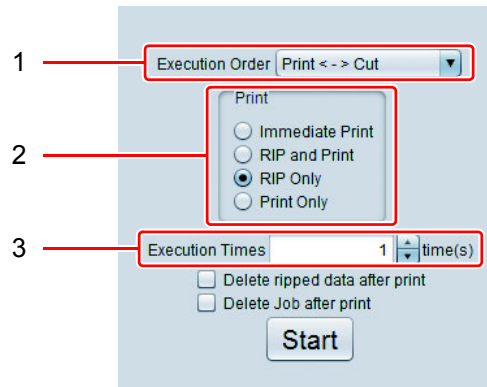 1
Execution Order Print < - > Cut
Print
Immediate Print
2
RIP and Print
RIP Only
Print Only
3
Execution Times 1 time(s)
Delete ripped data after print
Delete Job after print
Start